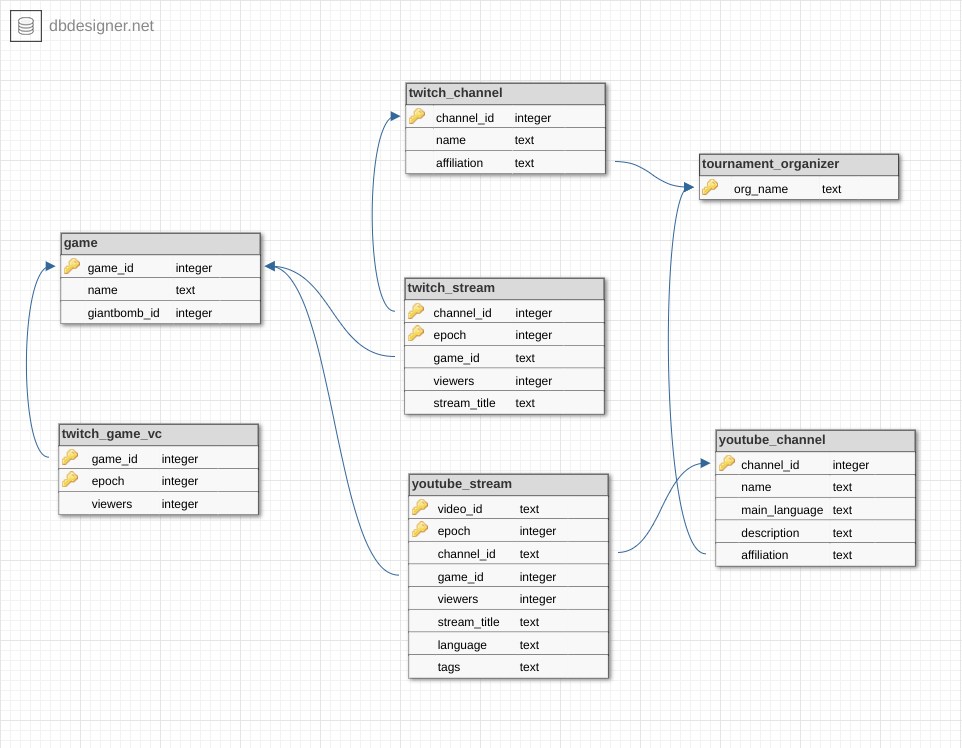 dbdesigner.net
twitch_channel
channel_id integer
name text
affiliation text
tournament_organizer
org_name text
game
game_id integer
name text
giantbomb_id integer
twitch_stream
channel_id integer
epoch integer
game_id text
viewers integer
stream_title text
twitch_game_vc
game_id integer
epoch integer
viewers integer
youtube_channel
channel_id integer
name text
main_language text
description text
affiliation text
youtube_stream
video_id text
epoch integer
channel_id text
game_id integer
viewers integer
stream_title text
language text
tags text